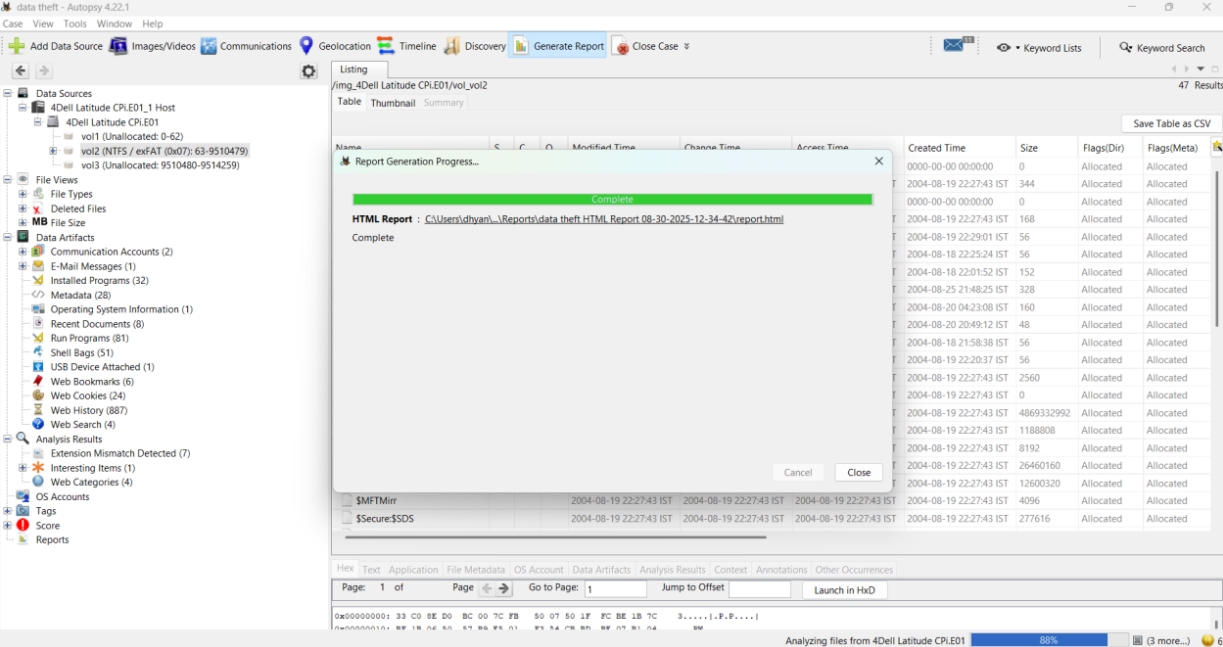 data theft - Autopsy 4.22.1
Case View Tools Window Help
Add Data Source Images/Videos Communications Geolocation Timeline Discovery Generate Report Close Case Keyword Lists Keyword Search
Listing
/img_4Dell Latitude CPi.E01/vol_vol2
47 Results
Table Thumbnail Summary
Save Table as CSV
Data Sources
4Dell Latitude CPi.E01_1 Host
4Dell Latitude CPi.E01
vol1 (Unallocated: 0-62)
vol2 (NTFS / exFAT (0x07): 63-9510479)
vol3 (Unallocated: 9510480-9514259)
File Views
File Types
Deleted Files
MB File Size
Data Artifacts
Communication Accounts (2)
E-Mail Messages (1)
Installed Programs (32)
Metadata (28)
Operating System Information (1)
Recent Documents (8)
Run Programs (81)
Shell Bags (51)
USB Device Attached (1)
Web Bookmarks (6)
Web Cookies (24)
Web History (887)
Web Search (4)
Analysis Results
Extension Mismatch Detected (7)
Interesting Items (1)
Web Categories (4)
OS Accounts
Tags
Score
Reports
Name S C O Modified Time Change Time Access Time Created Time Size Flags(Dir) Flags(Meta)
Report Generation Progress...
Complete
HTML Report : C:\Users\dhyan\...\Reports\data theft HTML Report 08-30-2025-12-34-42\report.html
Complete
Cancel Close
0000-00-00 00:00:00 0 Allocated Allocated
T 2004-08-19 22:27:43 IST 344 Allocated Allocated
0000-00-00 00:00:00 0 Allocated Allocated
T 2004-08-19 22:27:43 IST 168 Allocated Allocated
T 2004-08-19 22:29:01 IST 56 Allocated Allocated
T 2004-08-18 22:25:24 IST 56 Allocated Allocated
T 2004-08-18 22:01:52 IST 152 Allocated Allocated
T 2004-08-25 21:48:25 IST 328 Allocated Allocated
T 2004-08-20 04:23:08 IST 160 Allocated Allocated
T 2004-08-20 20:49:12 IST 48 Allocated Allocated
T 2004-08-18 21:58:38 IST 56 Allocated Allocated
T 2004-08-19 22:20:37 IST 56 Allocated Allocated
T 2004-08-19 22:27:43 IST 2560 Allocated Allocated
T 2004-08-19 22:27:43 IST 0 Allocated Allocated
T 2004-08-19 22:27:43 IST 4869332992 Allocated Allocated
T 2004-08-19 22:27:43 IST 1188808 Allocated Allocated
T 2004-08-19 22:27:43 IST 8192 Allocated Allocated
T 2004-08-19 22:27:43 IST 26460160 Allocated Allocated
T 2004-08-19 22:27:43 IST 12600320 Allocated Allocated
$MFTMirr 2004-08-19 22:27:43 IST 2004-08-19 22:27:43 IST 2004-08-19 22:27:43 IST 2004-08-19 22:27:43 IST 4096 Allocated Allocated
$Secure:$SDS 2004-08-19 22:27:43 IST 2004-08-19 22:27:43 IST 2004-08-19 22:27:43 IST 2004-08-19 22:27:43 IST 277616 Allocated Allocated
Hex Text Application File Metadata OS Account Data Artifacts Analysis Results Context Annotations Other Occurrences
Page: 1 of Page Go to Page: 1 Jump to Offset Launch in HxD
0x00000000: 33 C0 8E D0 BC 00 7C FB 50 07 50 1F FC BE 1B 7C 3.....|.P.P....|
Analyzing files from 4Dell Latitude CPi.E01 88% (3 more...) 6